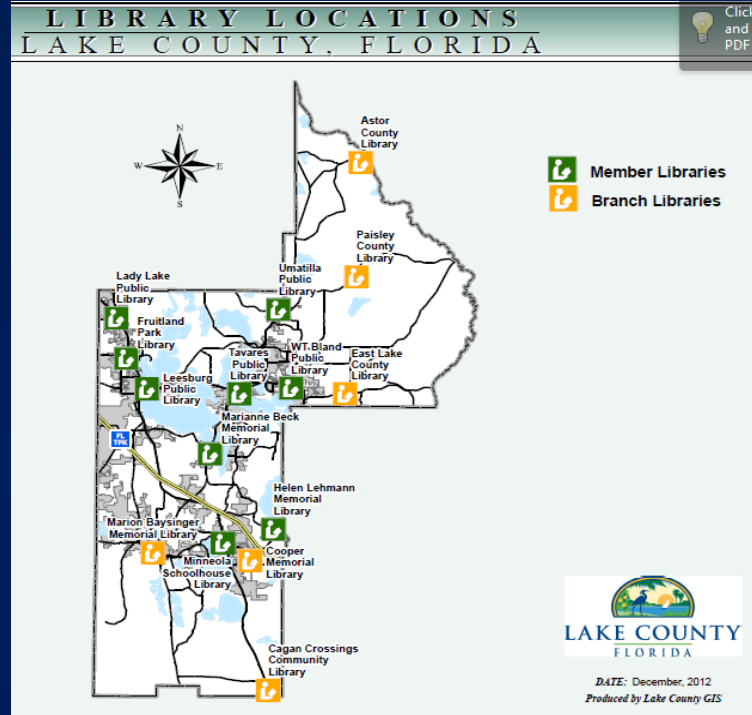 LIBRARY LOCATIONS
LAKE COUNTY, FLORIDA
Click
and
PDF
N
W
E
S
Member Libraries
Branch Libraries
Astor
County
Library
Paisley
County
Library
Umatilla
Public
Library
Lady Lake
Public
Library
Fruitland
Park
Library
Leesburg
Public
Library
Tavares
Public
Library
WT Bland
Public
Library
East Lake
County
Library
Marianne Beck
Memorial
Library
FL
TPK
Helen Lehmann
Memorial
Library
Marion Baysinger
Memorial Library
Minneola
Schoolhouse
Library
Cooper
Memorial
Library
Cagan Crossings
Community
Library
LAKE COUNTY
FLORIDA
DATE: December, 2012
Produced by Lake County GIS